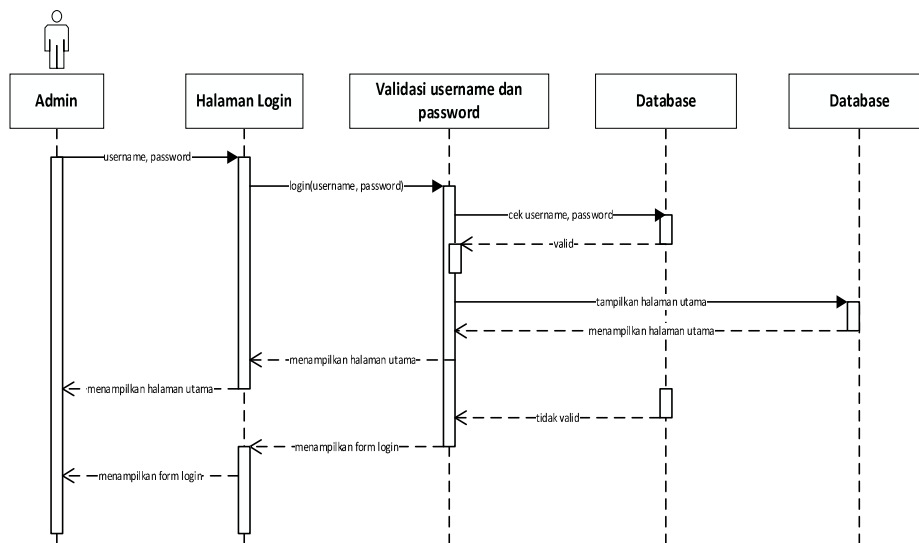 Admin
Halaman Login
Validasi username dan
password
Database
Database
username, password
login(username, password)
cek username, password
valid
tampilkan halaman utama
menampilkan halaman utama
menampilkan halaman utama
menampilkan halaman utama
tidak valid
menampilkan form login
menampilkan form login